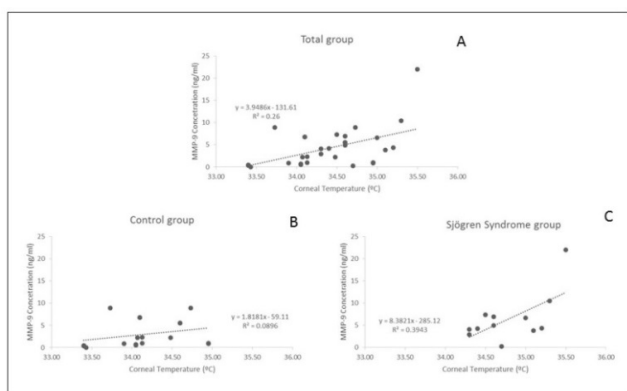 Total group
A
MMP-9 Concetration (ng/ml)
25
20
15
10
5
0
y = 3.9486x - 131.61
R² = 0.26
33.00 33.50 34.00 34.50 35.00 35.50 36.00
Corneal Temperature (ºC)
Control group
B
MMP-9 Concetration (ng/ml)
25
20
15
10
5
0
y = 1.8181x - 59.11
R² = 0.0896
33.00 33.50 34.00 34.50 35.00 35.50 36.00
Corneal Temperature (ºC)
Sjögren Syndrome group
C
MMP-9 Concetration (ng/ml)
25
20
15
10
5
0
y = 8.3821x - 285.12
R² = 0.3943
33.00 33.50 34.00 34.50 35.00 35.50 36.00
Corneal Temperature (ºC)